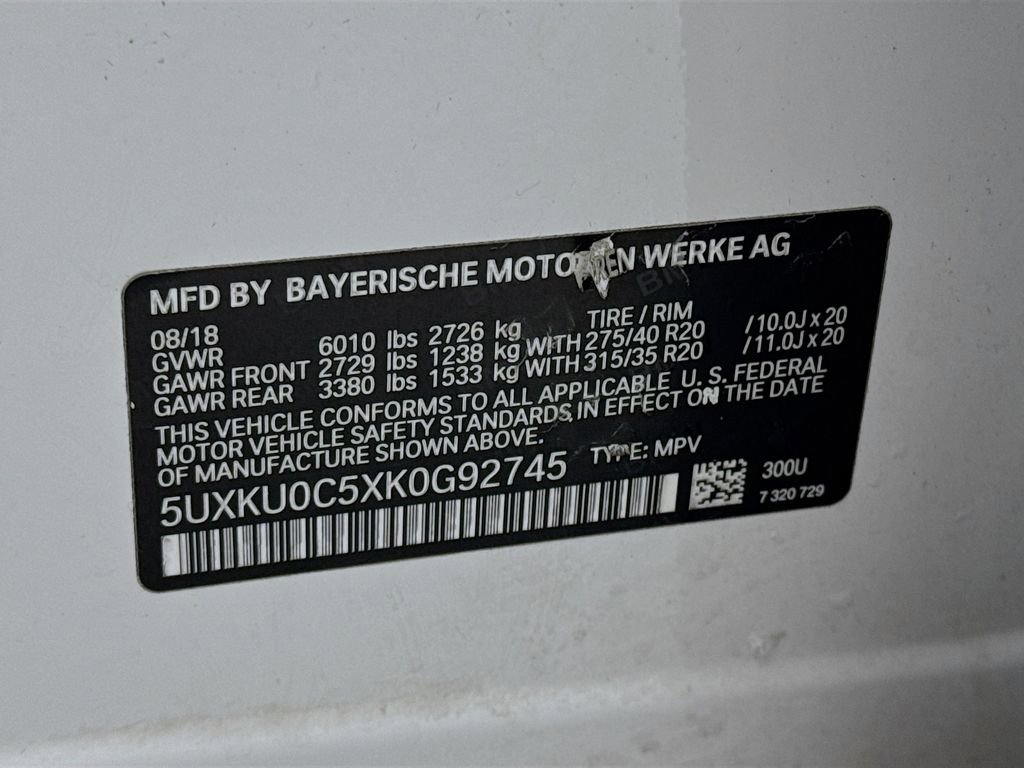 MFD BY BAYERISCHE MOTOREN WERKE AG
08/18 TIRE / RIM
GVWR 6010 lbs 2726 kg
GAWR FRONT 2729 lbs 1238 kg WITH 275/40 R20 /10.0J x 20
GAWR REAR 3380 lbs 1533 kg WITH 315/35 R20 /11.0J x 20
THIS VEHICLE CONFORMS TO ALL APPLICABLE U. S. FEDERAL
MOTOR VEHICLE SAFETY STANDARDS IN EFFECT ON THE DATE
OF MANUFACTURE SHOWN ABOVE.
5UXKU0C5XK0G92745 TYPE: MPV
300U
7 320 729